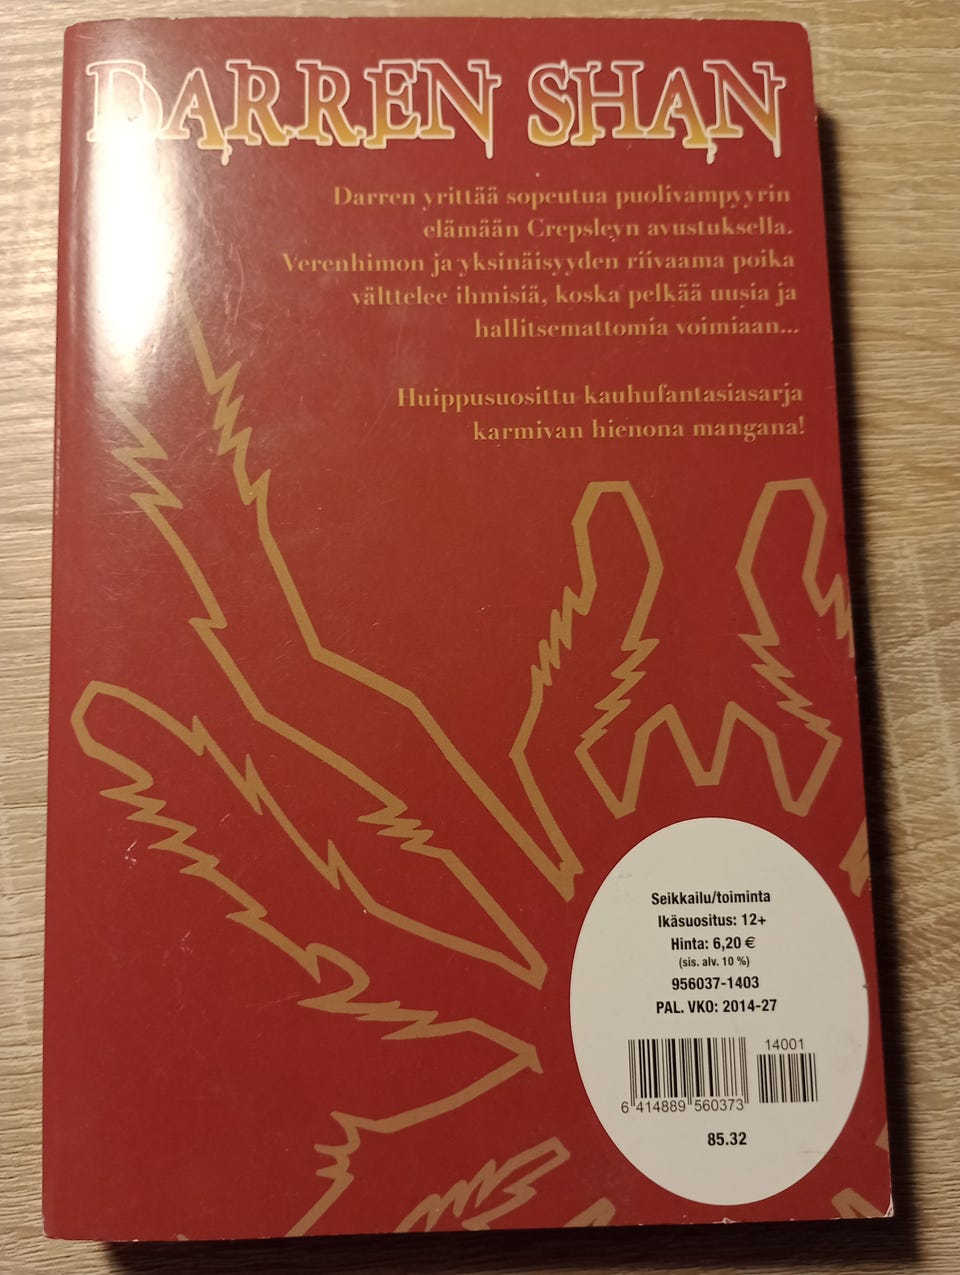 DARREN SHAN
Darren yrittää sopeutua puolivampyyrin
elämään Crepsleyn avustuksella.
Verenhimon ja yksinäisyyden riivaama poika
välttelee ihmisiä, koska pelkää uusia ja
hallitsemattomia voimiaan...
Huippusuosittu kauhufantasiasarja
karmivan hienona mangana!
Seikkailu/toiminta
Ikäsuositus: 12+
Hinta: 6,20 €
(sis. alv. 10 %)
956037-1403
PAL. VKO: 2014-27
14001
6 414889 560373
85.32